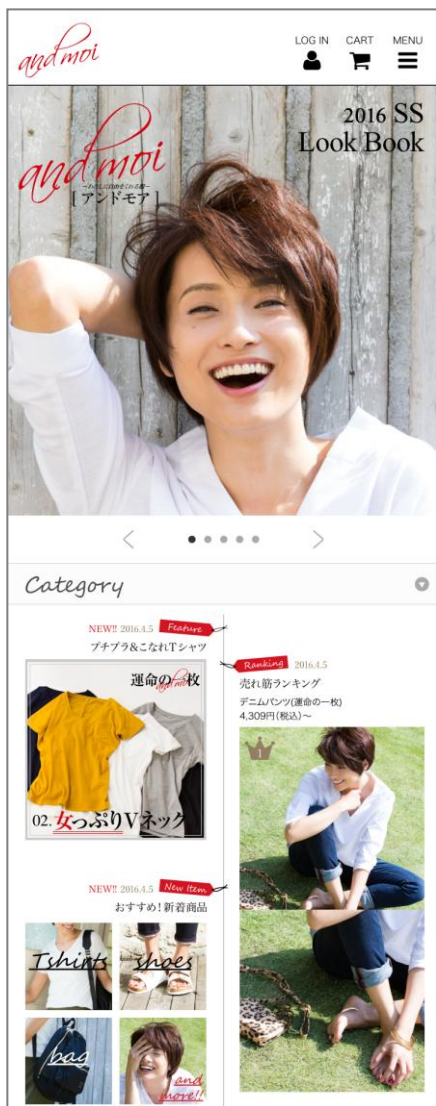 and moi
LOG IN CART MENU
2016 SS
Look Book
and moi
[アンドモア]
Category
NEW!! 2016.4.5 Feature
プチプラ&こなれTシャツ
運命の一枚
and moi
02.女っぷりVネック
Ranking 2016.4.5
売れ筋ランキング
デニムパンツ(運命の一枚)
4,309円(税込)～
1
NEW!! 2016.4.5 New Item
おすすめ!新着商品
Tshirts
shoes
bag
and
more!!